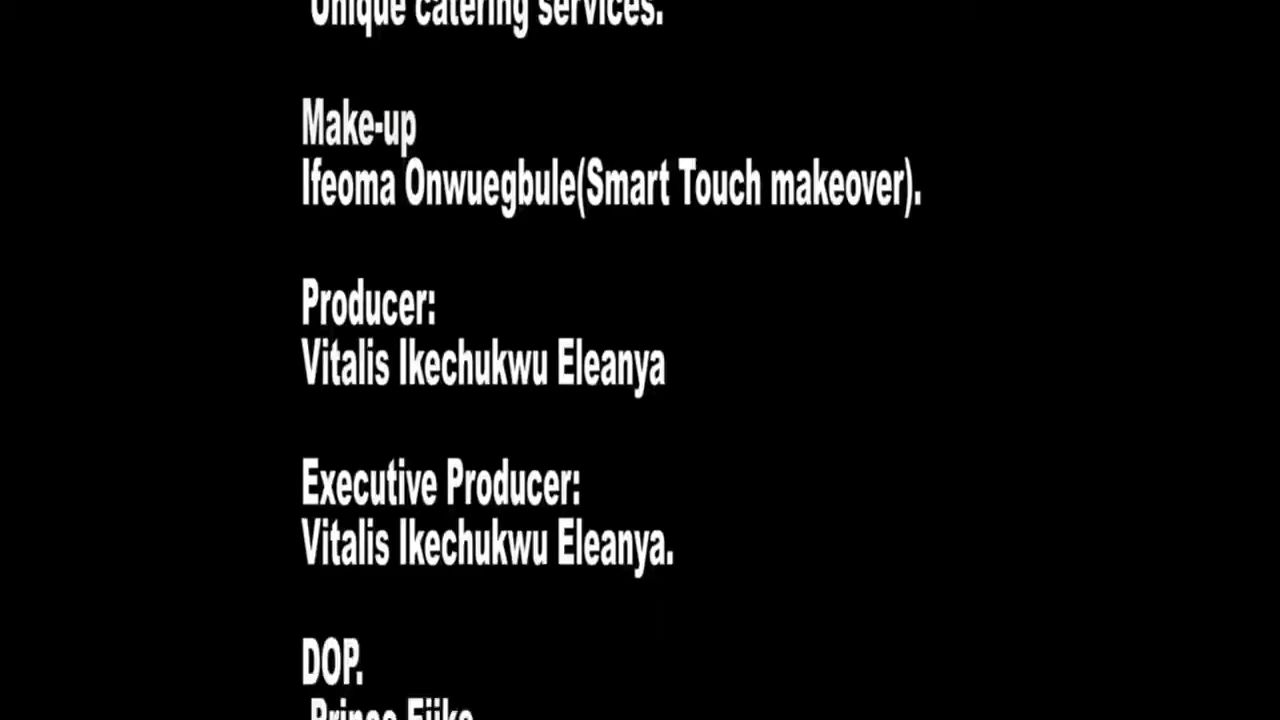 Unique catering services.
Make-up
Ifeoma Onwuegbule(Smart Touch makeover).
Producer:
Vitalis Ikechukwu Eleanya
Executive Producer:
Vitalis Ikechukwu Eleanya.
DOP.
Prince